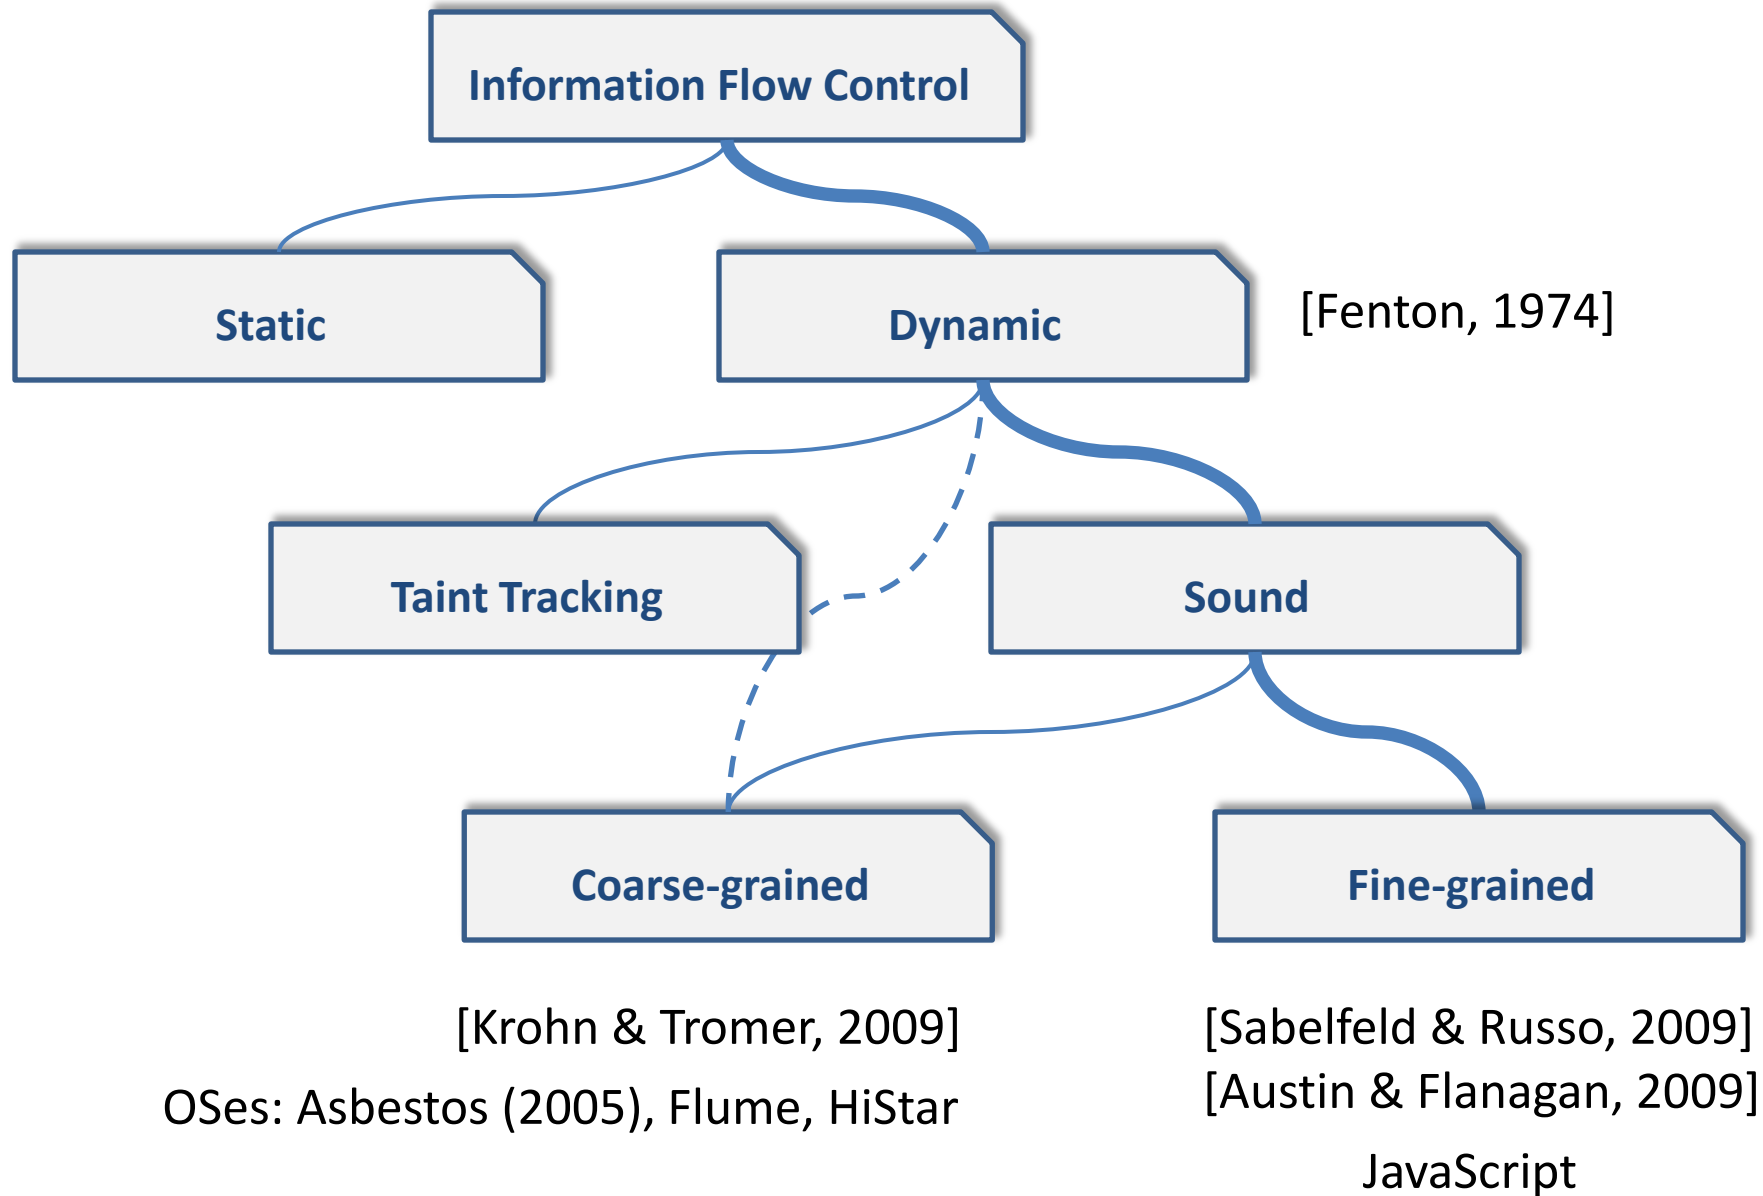 Information Flow Control
Static
Dynamic
[Fenton, 1974]
Taint Tracking
Sound
Coarse-grained
Fine-grained
[Krohn & Tromer, 2009]
OSes: Asbestos (2005), Flume, HiStar
[Sabelfeld & Russo, 2009]
[Austin & Flanagan, 2009]
JavaScript